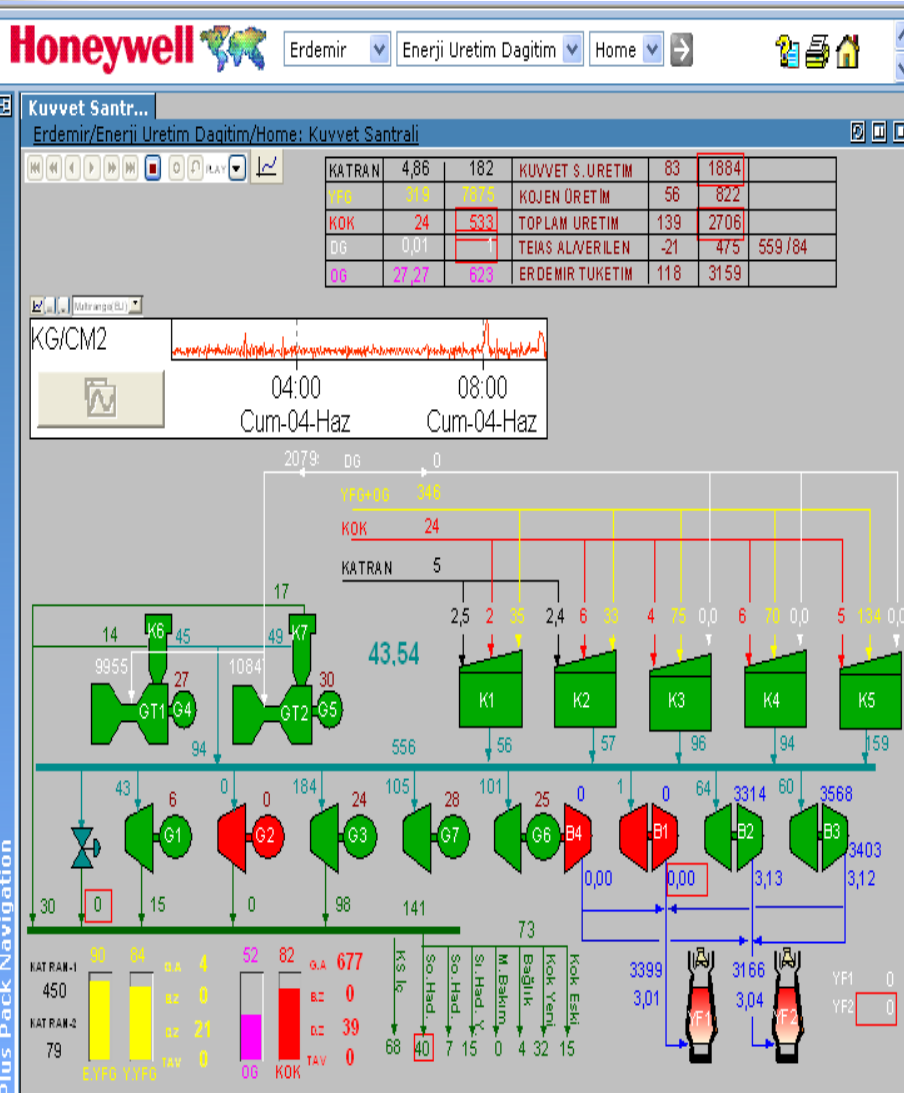 Honeywell Erdemir Enerji Uretim Dagitim Home
Kuvvet Santr...
Erdemir/Enerji Uretim Dagitim/Home: Kuvvet Santrali
PLAY
KATRAN 4,86 182 KUVVET S.URETIM 83 1884
YFG 319 7875 KOJEN ÜRETİM 56 822
KOK 24 533 TOPLAM URETIM 139 2706
DG 0,01 1 TEIAS AL/VERILEN -21 475 559/84
OG 27,27 623 ERDEMIR TUKETIM 118 3159
Multirange(EU)
KG/CM2
04:00 08:00
Cum-04-Haz Cum-04-Haz
2079 DG 0
YFG+OG 346
KOK 24
KATRAN 5
17
2,5 2 35 2,4 6 33 4 75 0,0 6 70 0,0 5 134 0,0
14 K6 45 49 K7
43,54
9955 1084
27 30
GT1 G4 GT2 G5 K1 K2 K3 K4 K5
94 556 56 57 96 94 159
43 0 184 105 101 1 64 60
6 0 24 28 25 0 0 3314 3568
G1 G2 G3 G7 G6 B4 B1 B2 B3
3403
0,00 0,00 3,13 3,12
30 0 15 0 98 141
73
KATRAN-1
450
KATRAN-2
79
90 84
G.A 4
B.Z 0
D.Z 21
TAV 0
E.YFG Y.YFG
52 82
G.A 677
B.Z 0
D.Z 39
TAV 0
OG KOK
KS İç
So.Had.
So.Had.
Sı.Had. Y.
M.Bakım
Bağlık
Kok Yeni
Kok Eski
68 40 7 15 0 4 32 15
3399 3166
3,01 3,04
YF1 YF2
YF1 0
YF2 0
Plus Pack Navigation